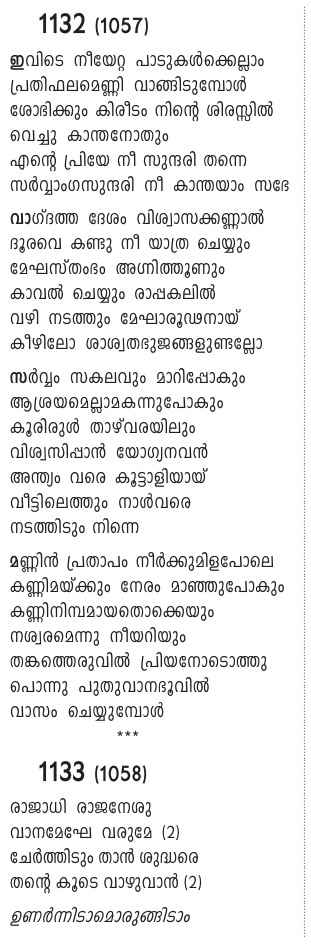 1132 (1057)
ഇവിടെ നീയേറ്റ പാടുകൾക്കെല്ലാം
പ്രതിഫലമെണ്ണി വാങ്ങിടുമ്പോൾ
ശോഭിക്കും കിരീടം നിന്റെ ശിരസ്സിൽ
വെച്ചു കാന്തനോതും
എന്റെ പ്രിയേ നീ സുന്ദരി തന്നെ
സർവ്വാംഗസുന്ദരി നീ കാന്തയാം സഭേ
വാഗ്ദത്ത ദേശം വിശ്വാസക്കണ്ണാൽ
ദൂരവെ കണ്ടു നീ യാത്ര ചെയ്യും
മേഘസ്തംഭം അഗ്നിത്തൂണും
കാവൽ ചെയ്യും രാപ്പകലിൽ
വഴി നടത്തും മേഘാരൂഢനായ്
കീഴിലോ ശാശ്വതഭുജങ്ങളുണ്ടല്ലോ
സർവ്വം സകലവും മാറിപ്പോകും
ആശ്രയമെല്ലാമകന്നുപോകും
കൂരിരുൾ താഴ്‌വരയിലും
വിശ്വസിപ്പാൻ യോഗ്യനവൻ
അന്ത്യം വരെ കൂട്ടാളിയായ്
വീട്ടിലെത്തും നാൾവരെ
നടത്തിടും നിന്നെ
മണ്ണിൻ പ്രതാപം നീർക്കുമിളപോലെ
കണ്ണിമയ്ക്കും നേരം മാഞ്ഞുപോകും
കണ്ണിനിമ്പമായതൊക്കെയും
നശ്വരമെന്നു നീയറിയും
തങ്കത്തെരുവിൽ പ്രിയനോടൊത്തു
പൊന്നു പുതുവാനഭൂവിൽ
വാസം ചെയ്യുമ്പോൾ
***
1133 (1058)
രാജാധി രാജനേശു
വാനമേഘേ വരുമേ (2)
ചേർത്തിടും താൻ ശുദ്ധരെ
തന്റെ കൂടെ വാഴുവാൻ (2)
ഉണർന്നിടാമൊരുങ്ങിടാം